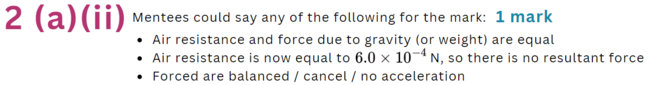 2 (a)(ii) Mentees could say any of the following for the mark: 1 mark
• Air resistance and force due to gravity (or weight) are equal
• Air resistance is now equal to 6.0 × 10⁻⁴ N, so there is no resultant force
• Forced are balanced / cancel / no acceleration